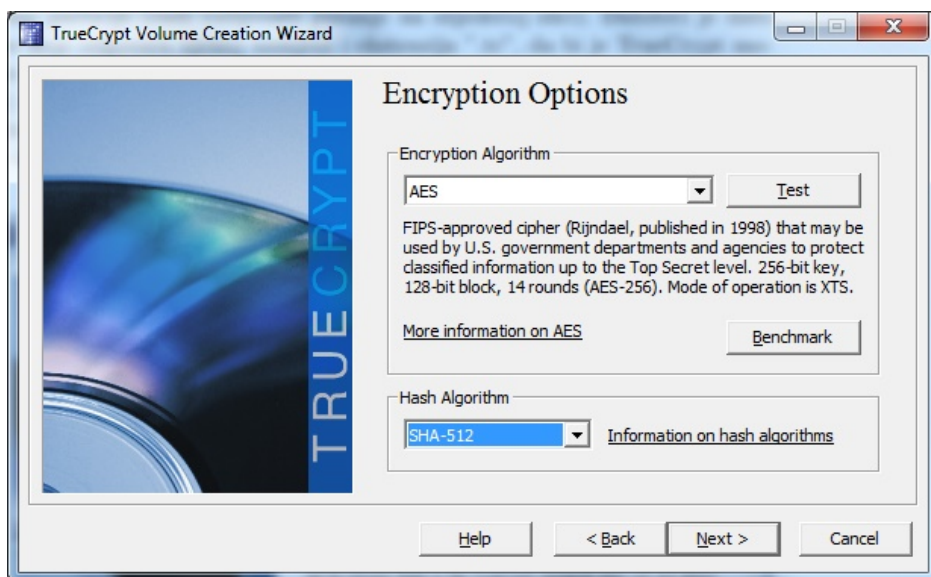 TrueCrypt Volume Creation Wizard
TRUECRYPT
Encryption Options
Encryption Algorithm
AES
Test
FIPS-approved cipher (Rijndael, published in 1998) that may be
used by U.S. government departments and agencies to protect
classified information up to the Top Secret level. 256-bit key,
128-bit block, 14 rounds (AES-256). Mode of operation is XTS.
More information on AES
Benchmark
Hash Algorithm
SHA-512
Information on hash algorithms
Help
< Back
Next >
Cancel